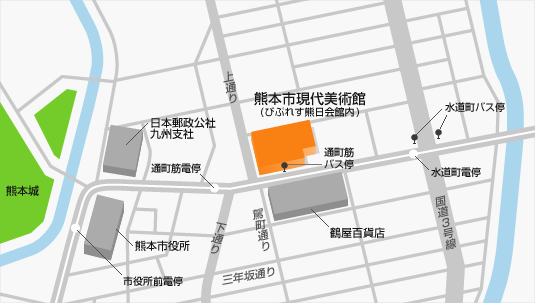 上通り
熊本市現代美術館
(びぷれす熊日会館内)
水道町バス停
日本郵政公社
九州支社
通町筋
バス停
通町筋電停
水道町電停
熊本城
国道3号線
駕町通り
下通り
鶴屋百貨店
熊本市役所
三年坂通り
市役所前電停